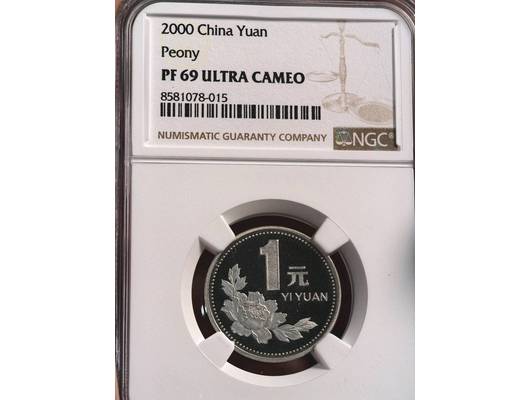 2000 China Yuan
Peony
PF 69 ULTRA CAMEO
8581078-015
NUMISMATIC GUARANTY COMPANY NGC®
1 元
YI YUAN